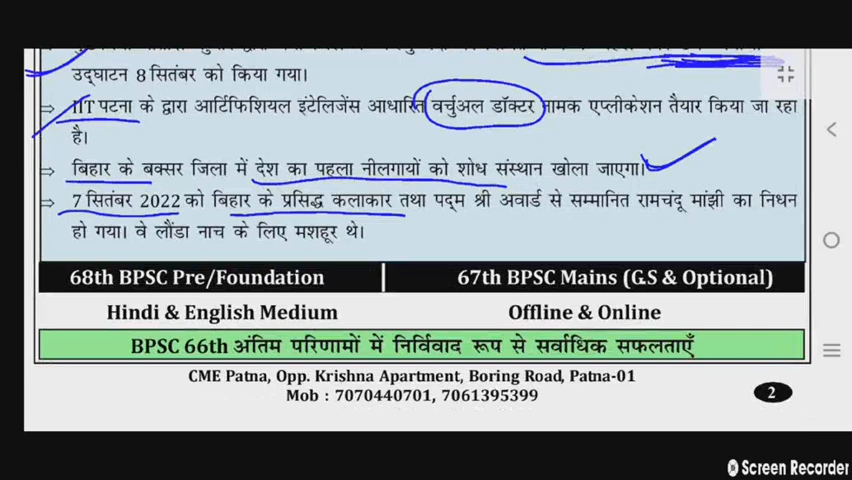 उद्घाटन 8 सितंबर को किया गया।
⇒ IIT पटना के द्वारा आर्टिफिशियल इंटेलिजेंस आधारित वर्चुअल डॉक्टर नामक एप्लीकेशन तैयार किया जा रहा
है।
⇒ बिहार के बक्सर जिला में देश का पहला नीलगायों को शोध संस्थान खोला जाएगा।
⇒ 7 सितंबर 2022 को बिहार के प्रसिद्ध कलाकार तथा पद्म श्री अवार्ड से सम्मानित रामचंदू मांझी का निधन
हो गया। वे लौंडा नाच के लिए मशहूर थे।
68th BPSC Pre/Foundation 67th BPSC Mains (G.S & Optional)
Hindi & English Medium Offline & Online
BPSC 66th अंतिम परिणामों में निर्विवाद रूप से सर्वाधिक सफलताएँ
CME Patna, Opp. Krishna Apartment, Boring Road, Patna-01
Mob : 7070440701, 7061395399
2
Screen Recorder